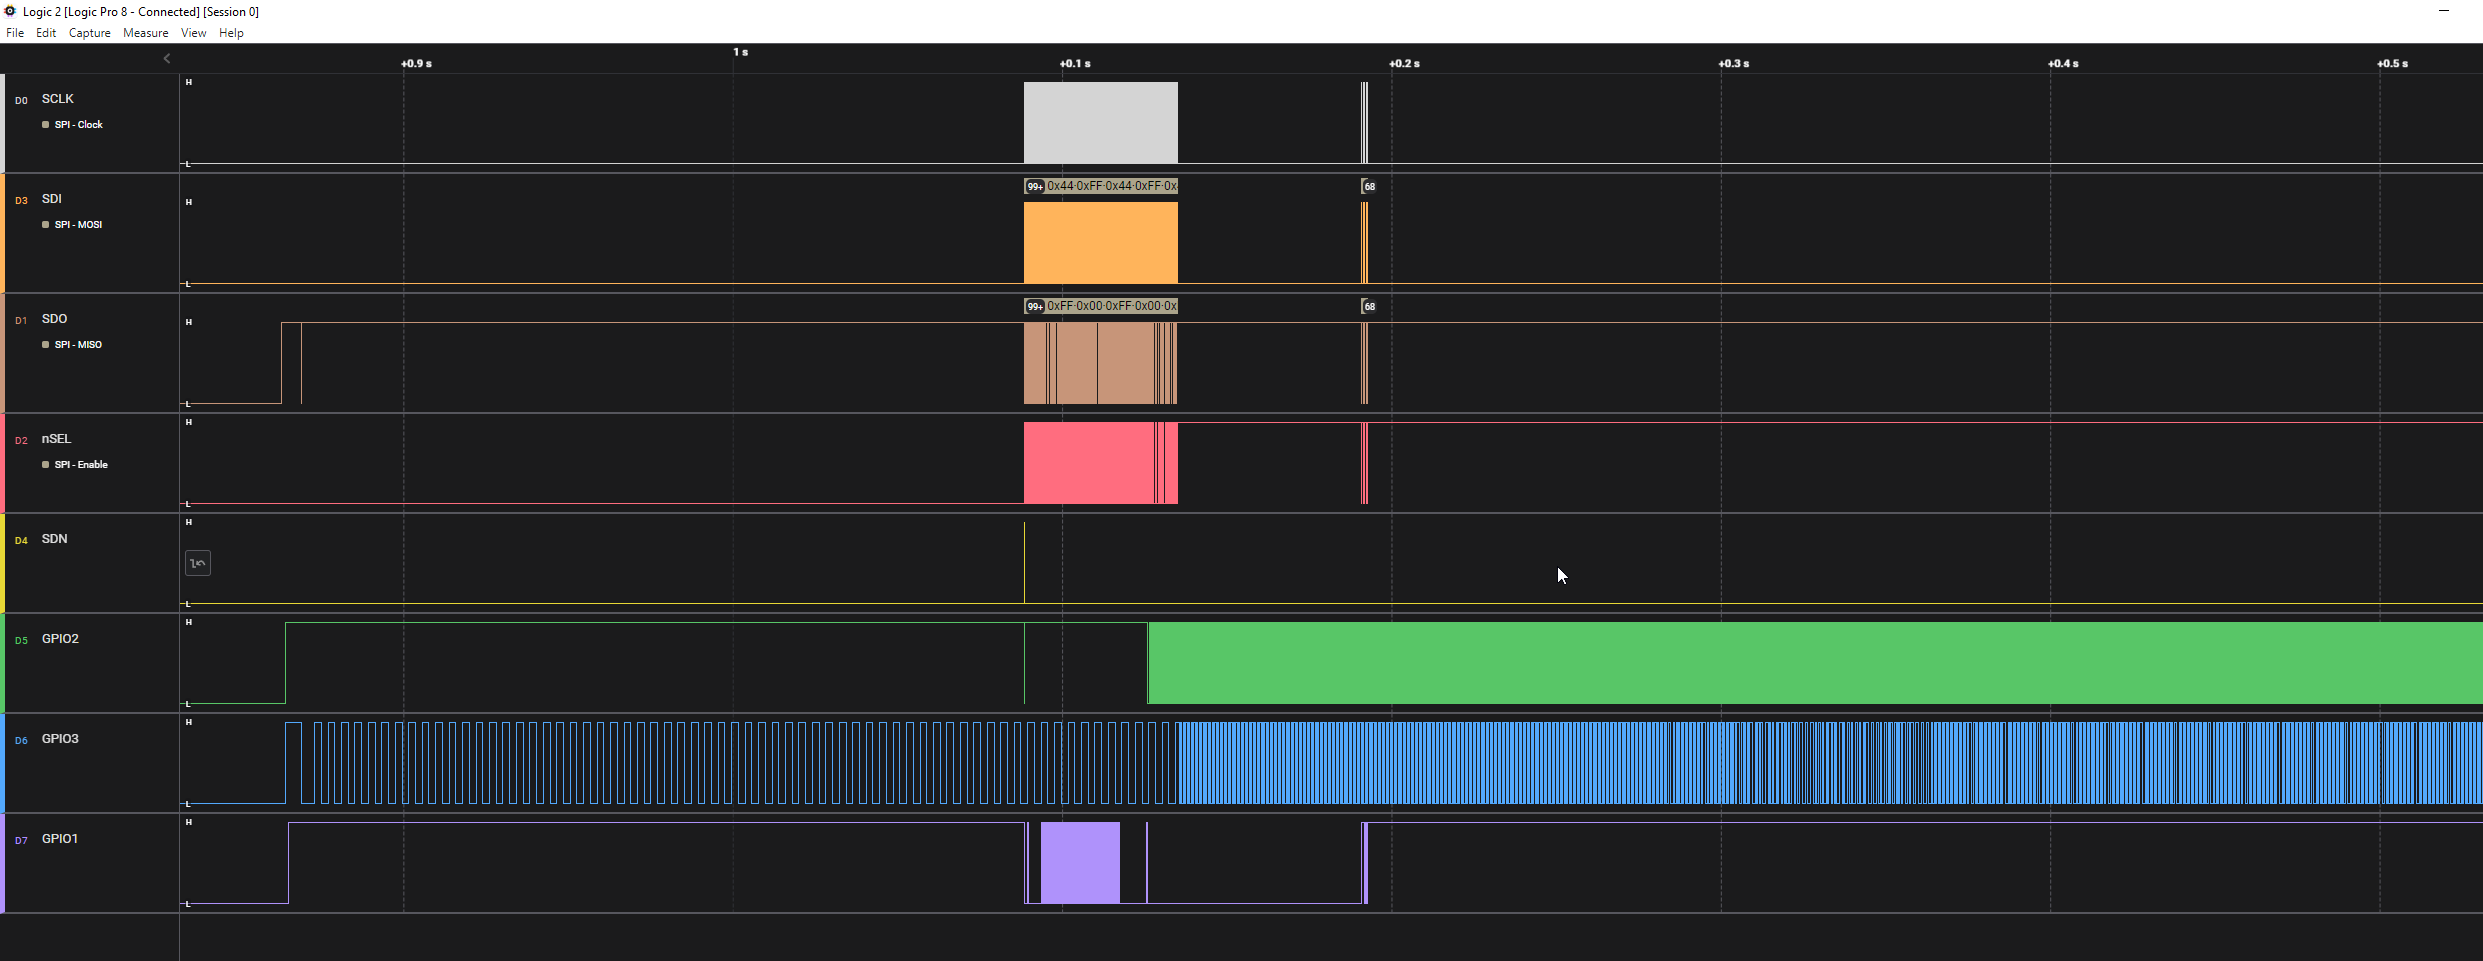 Logic 2 [Logic Pro 8 - Connected] [Session 0]
File Edit Capture Measure View Help
1 s
+0.9 s +0.1 s +0.2 s +0.3 s +0.4 s +0.5 s
H
D0 SCLK
SPI - Clock
L
99+ 0x44·0xFF·0x44·0xFF·0x 68
D3 SDI
H
SPI - MOSI
L
99+ 0xFF·0x00·0xFF·0x00·0x 68
D1 SDO
H
SPI - MISO
L
H
D2 nSEL
SPI - Enable
L
H
D4 SDN
L
H
D5 GPIO2
L
H
D6 GPIO3
L
H
D7 GPIO1
L